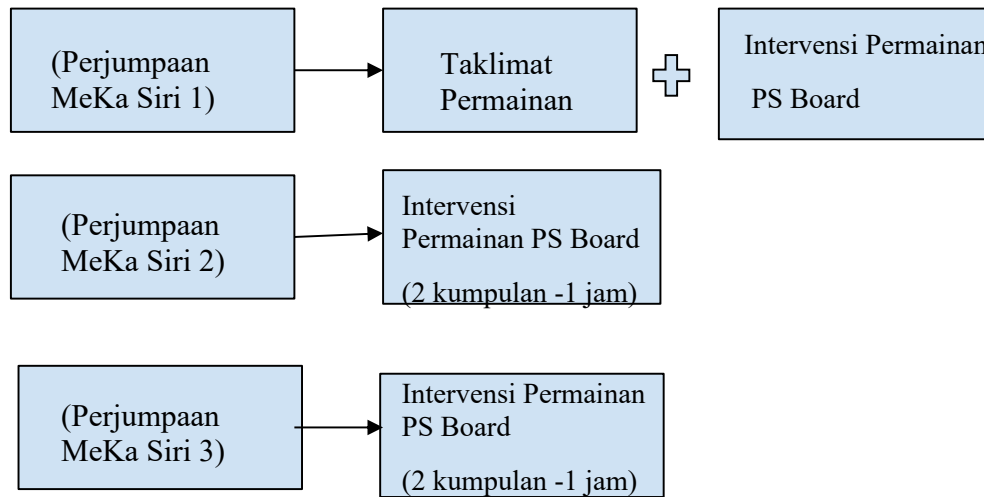 (Perjumpaan
MeKa Siri 1)
Taklimat
Permainan
Intervensi Permainan
PS Board
(Perjumpaan
MeKa Siri 2)
Intervensi
Permainan PS Board
(2 kumpulan -1 jam)
(Perjumpaan
MeKa Siri 3)
Intervensi Permainan
PS Board
(2 kumpulan -1 jam)